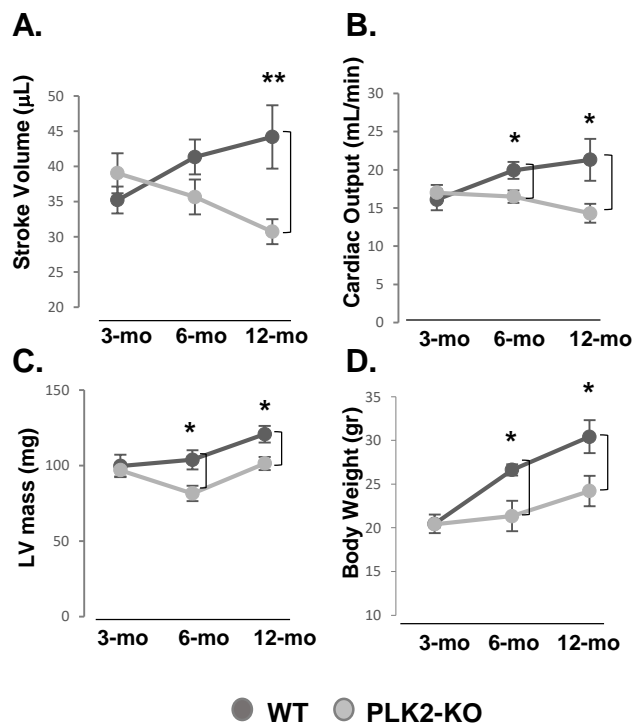 A.
**
Stroke Volume (µL)
50
45
40
35
30
25
20
3-mo 6-mo 12-mo
B.
* *
Cardiac Output (mL/min)
30
25
20
15
10
5
0
3-mo 6-mo 12-mo
C.
* *
LV mass (mg)
150
100
50
0
3-mo 6-mo 12-mo
D.
* *
Body Weight (gr)
35
30
25
20
15
10
3-mo 6-mo 12-mo
WT PLK2-KO